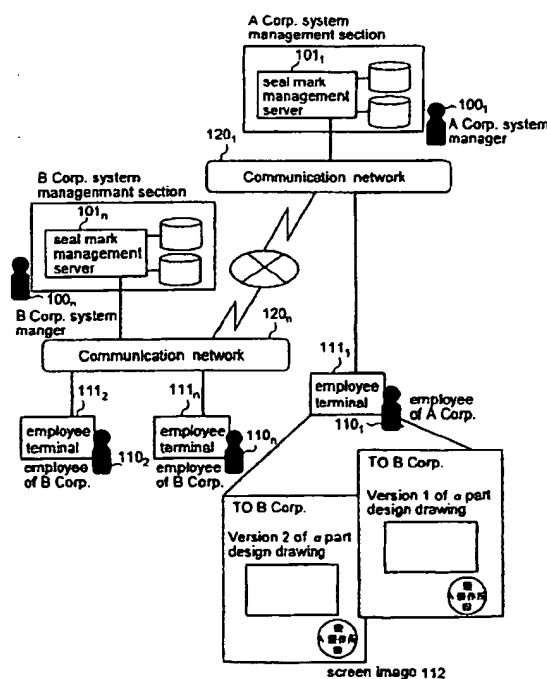 A Corp. system
management section
101₁
seal mark
management
server
100₁
A Corp. system
manager
120₁
Communication network
B Corp. system
managenmant section
101ₙ
seal mark
management
server
100ₙ
B Corp. system
manger
120ₙ
Communication network
111₂
employee
terminal
110₂
employee
of B Corp.
111ₙ
employee
terminal
110ₙ
employee
of B Corp.
111₁
employee
terminal
110₁
employee
of A Corp.
TO B Corp.
Version 2 of α part
design drawing
TO B Corp.
Version 1 of α part
design drawing
screen image 112